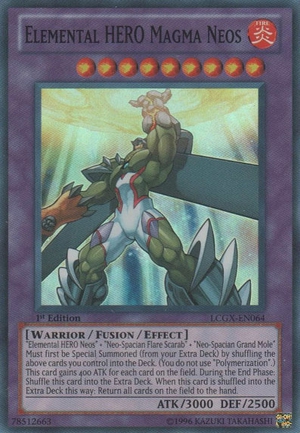 ELEMENTAL HERO MAGMA NEOS
FIRE
炎
1st Edition
LCGX-EN064
[WARRIOR / FUSION / EFFECT]
"Elemental HERO Neos" + "Neo-Spacian Flare Scarab" + "Neo-Spacian Grand Mole"
Must first be Special Summoned (from your Extra Deck) by shuffling the
above cards you control into the Deck. (You do not use "Polymerization".)
This card gains 400 ATK for each card on the field. During the End Phase:
Shuffle this card into the Extra Deck. When this card is shuffled into the
Extra Deck this way: Return all cards on the field to the hand.
ATK/3000 DEF/2500
78512663
©1996 KAZUKI TAKAHASHI